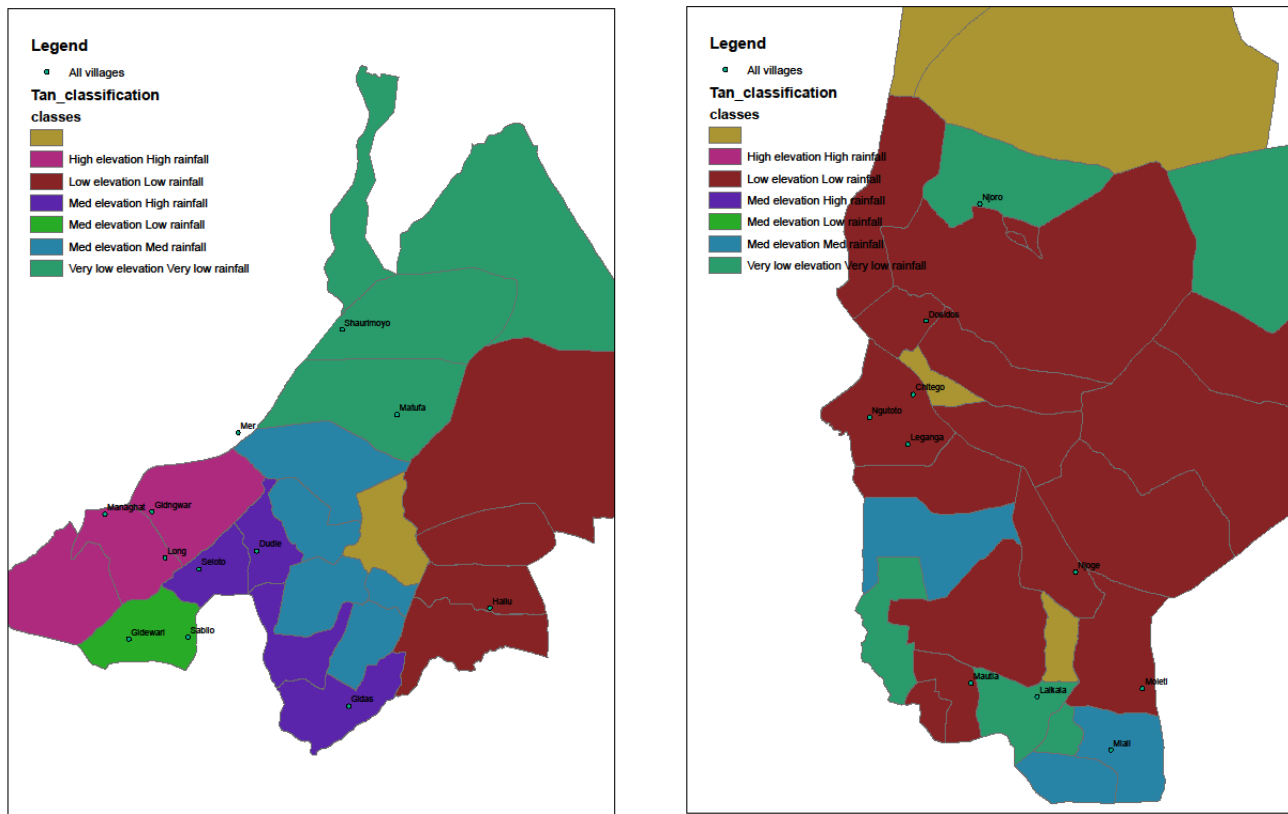 Legend
All villages
Tan_classification
classes
High elevation High rainfall
Low elevation Low rainfall
Med elevation High rainfall
Med elevation Low rainfall
Med elevation Med rainfall
Very low elevation Very low rainfall
Shaurimoyo
Matufa
Mer
Managhat
Gidngwar
Long
Seloto
Dudie
Hallu
Gidewari
Sabilo
Gidas
Legend
All villages
Tan_classification
classes
High elevation High rainfall
Low elevation Low rainfall
Med elevation High rainfall
Med elevation Low rainfall
Med elevation Med rainfall
Very low elevation Very low rainfall
Njoro
Dosidos
Chitego
Ngutoto
Leganga
Njoge
Mautia
Laikala
Moleti
Mlali